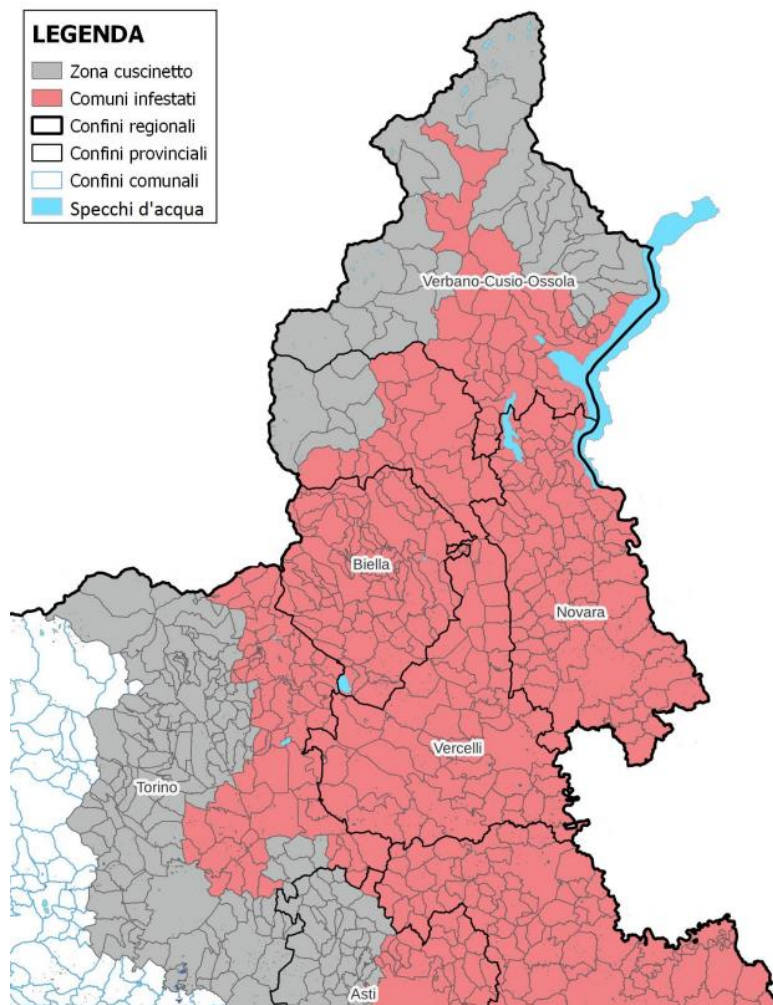 LEGENDA
Zona cuscinetto
Comuni infestati
Confini regionali
Confini provinciali
Confini comunali
Specchi d'acqua
Verbano-Cusio-Ossola
Biella
Novara
Vercelli
Torino
Asti